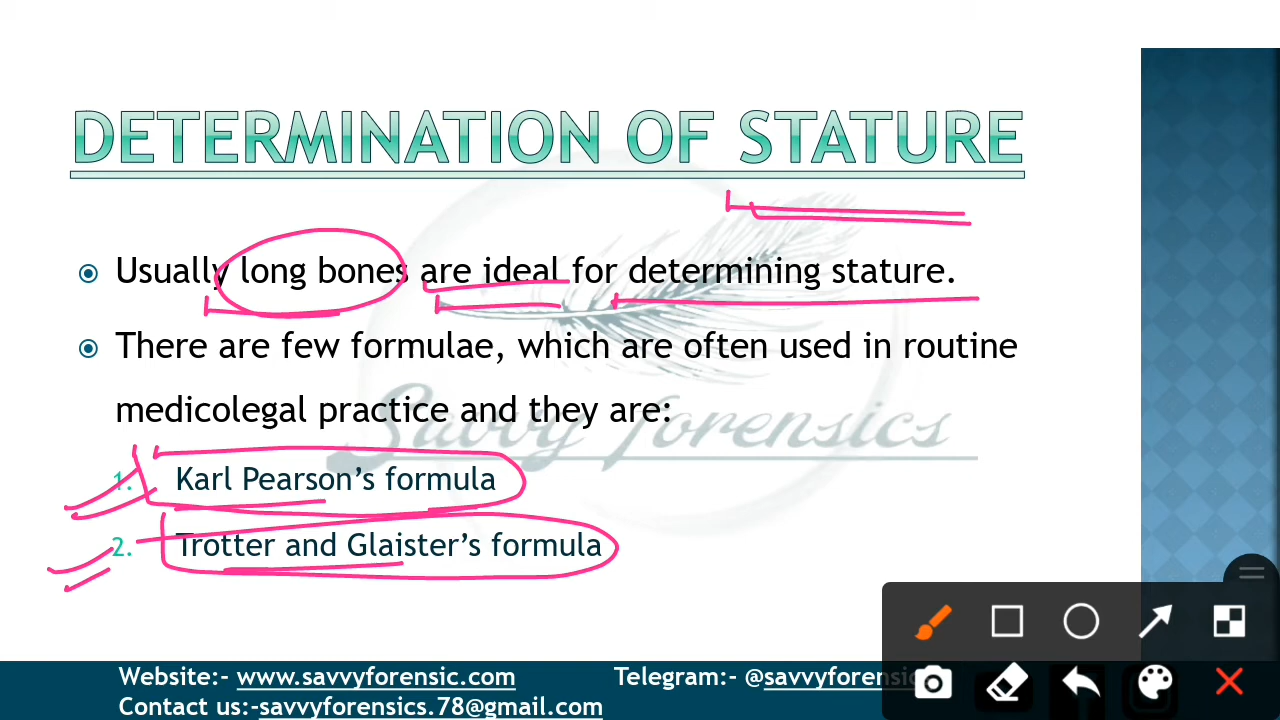 DETERMINATION OF STATURE
Usually long bones are ideal for determining stature.
There are few formulae, which are often used in routine
medicolegal practice and they are:
Savvy forensics
1. Karl Pearson’s formula
2. Trotter and Glaister’s formula
Website:- www.savvyforensic.com Telegram:- @savvyforensic
Contact us:-savvyforensics.78@gmail.com